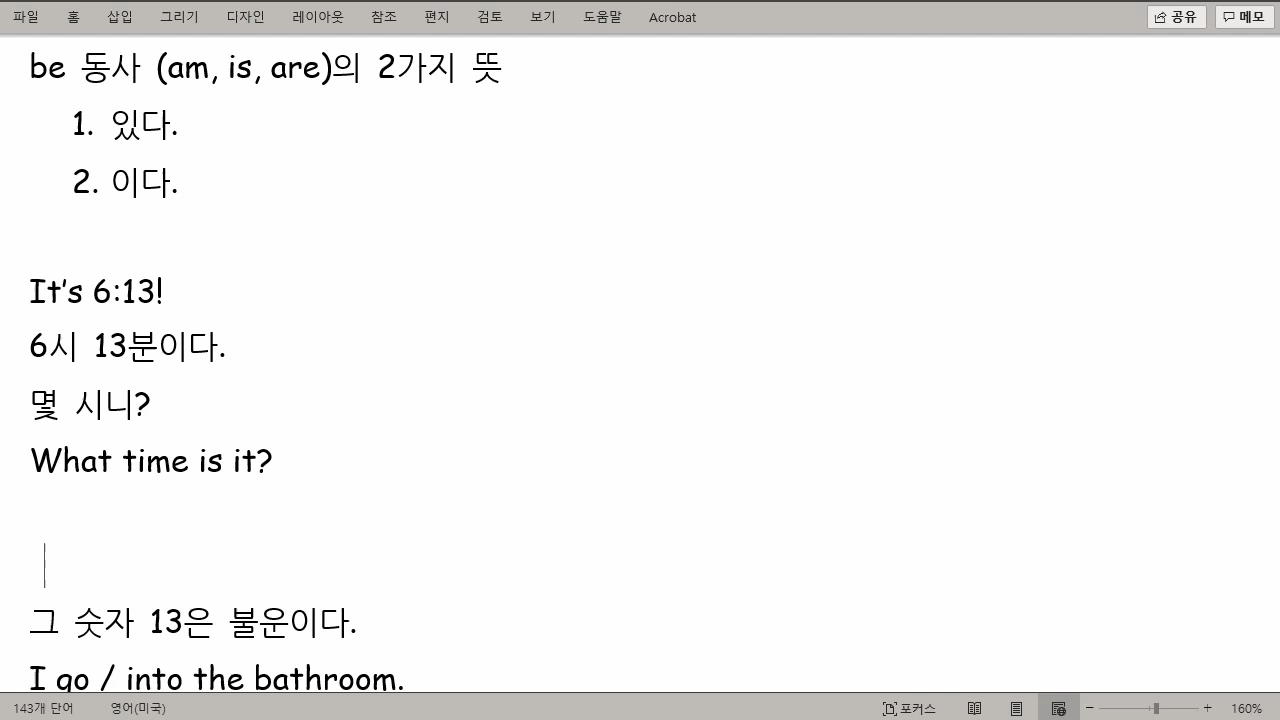 파일 홈 삽입 그리기 디자인 레이아웃 참조 편지 검토 보기 도움말 Acrobat 공유 메모
be 동사 (am, is, are)의 2가지 뜻
1. 있다.
2. 이다.
It's 6:13!
6시 13분이다.
몇 시니?
What time is it?
그 숫자 13은 불운이다.
I go / into the bathroom.
143개 단어 영어(미국) 포커스 160%